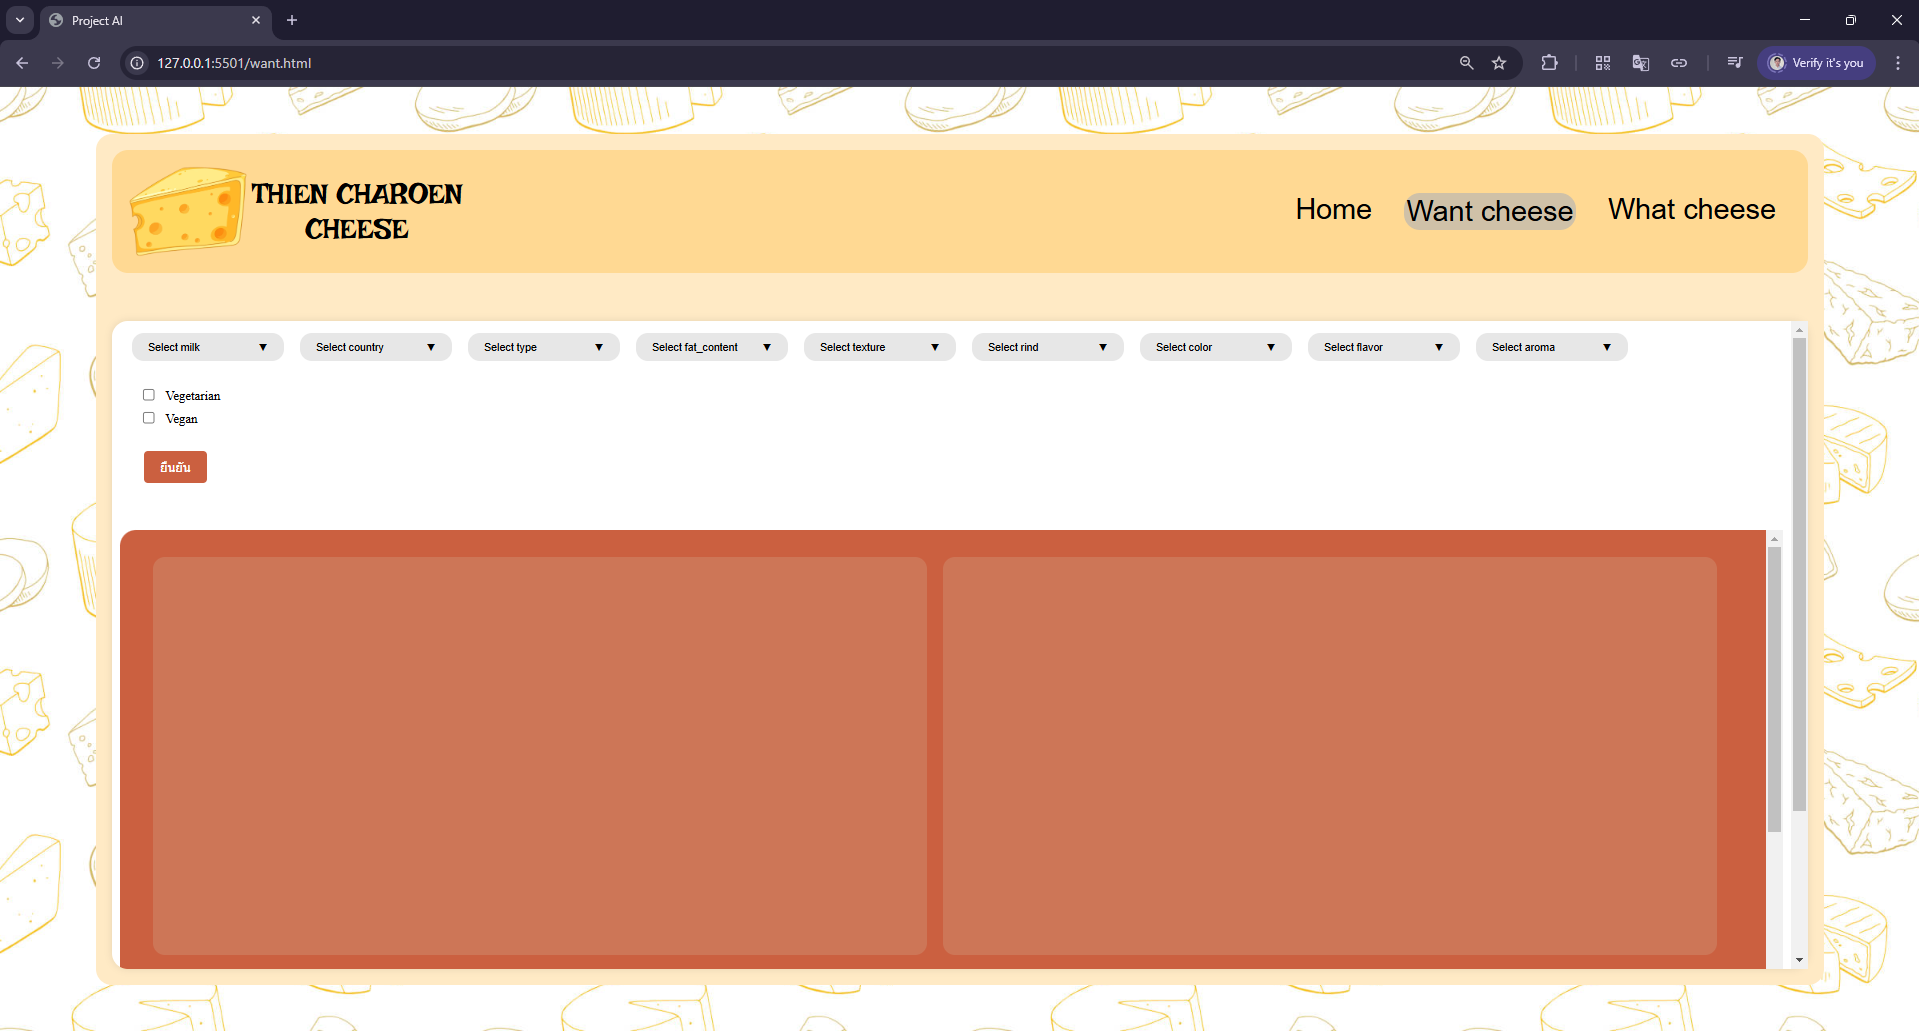 Project AI
127.0.0.1:5501/want.html
Verify it's you
THIEN CHAROEN
CHEESE
Home
Want cheese
What cheese
Select milk
Select country
Select type
Select fat_content
Select texture
Select rind
Select color
Select flavor
Select aroma
Vegetarian
Vegan
ยืนยัน